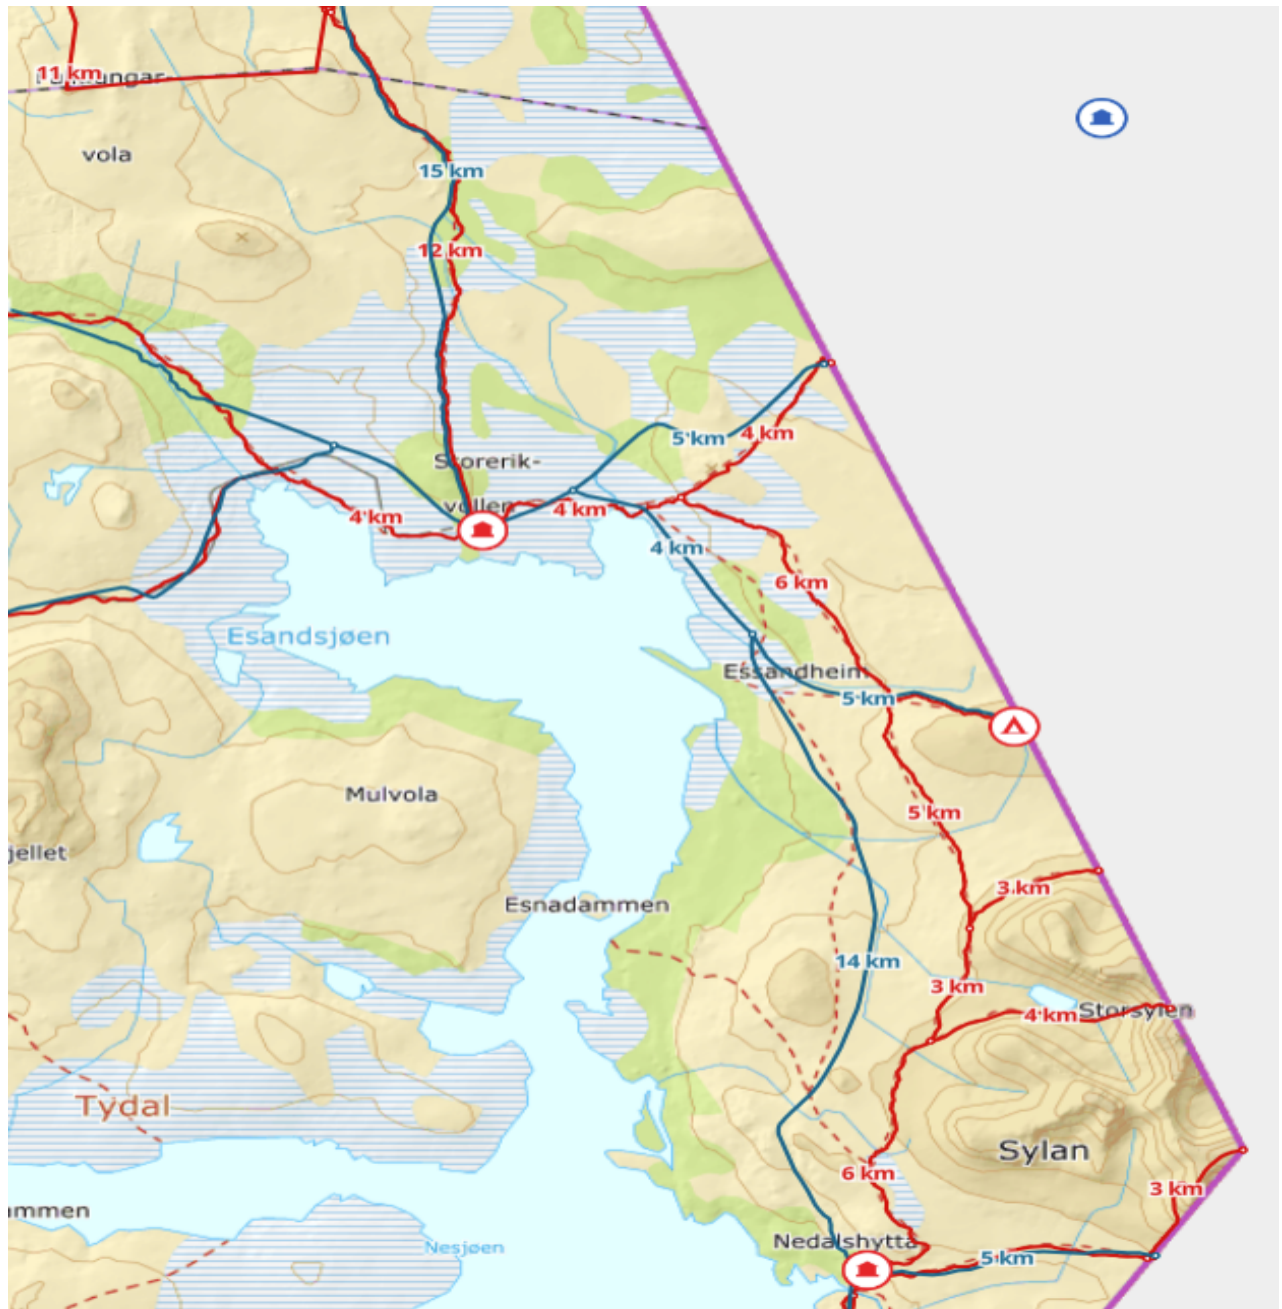 11 km
vola
15 km
12 km
5 km
4 km
Storerik-
vollen
4 km
4 km
4 km
6 km
Esandsjøen
Essandheim
5 km
Mulvola
5 km
jellet
3 km
Esnadammen
14 km
3 km
4 km
Storsylen
Tydal
Sylan
6 km
3 km
ammen
Nedalshytta
Nesjøen
5 km